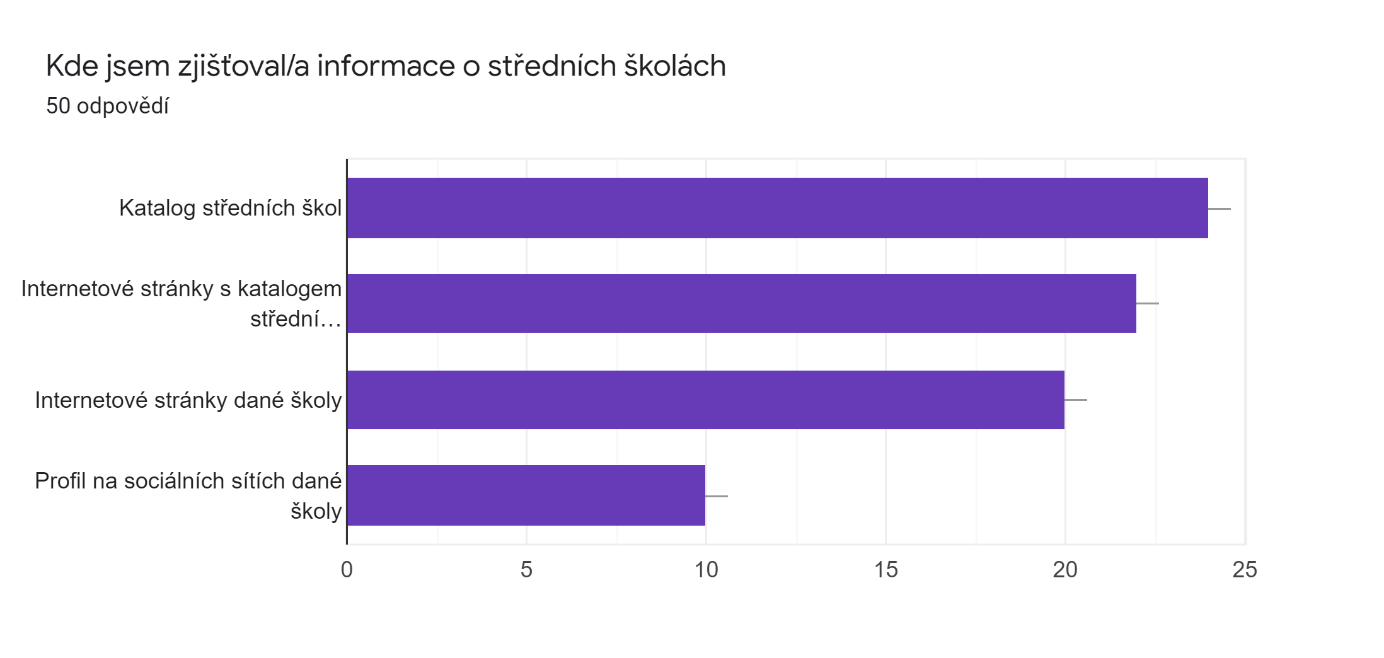 Kde jsem zjišťoval/a informace o středních školách
50 odpovědí
Katalog středních škol
Internetové stránky s katalogem
střední…
Internetové stránky dané školy
Profil na sociálních sítích dané
školy
0 5 10 15 20 25